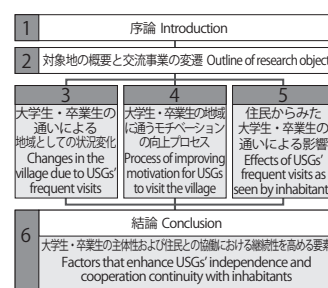 1 序論 Introduction
2 対象地の概要と交流事業の変遷 Outline of research object
3
大学生・卒業生の
通いによる
地域としての状況変化
Changes in the
village due to USGs'
frequent visits
4
大学生・卒業生の地域
に通うモチベーション
の向上プロセス
Process of improving
motivation for USGs
to visit the village
5
住民からみた
大学生・卒業生の
通いによる影響
Effects of USGs'
frequent visits as
seen by inhabitant
6
結論 Conclusion
大学生・卒業生の主体性および住民との協働における継続性を高める要素
Factors that enhance USGs' independence and
cooperation continuity with inhabitants